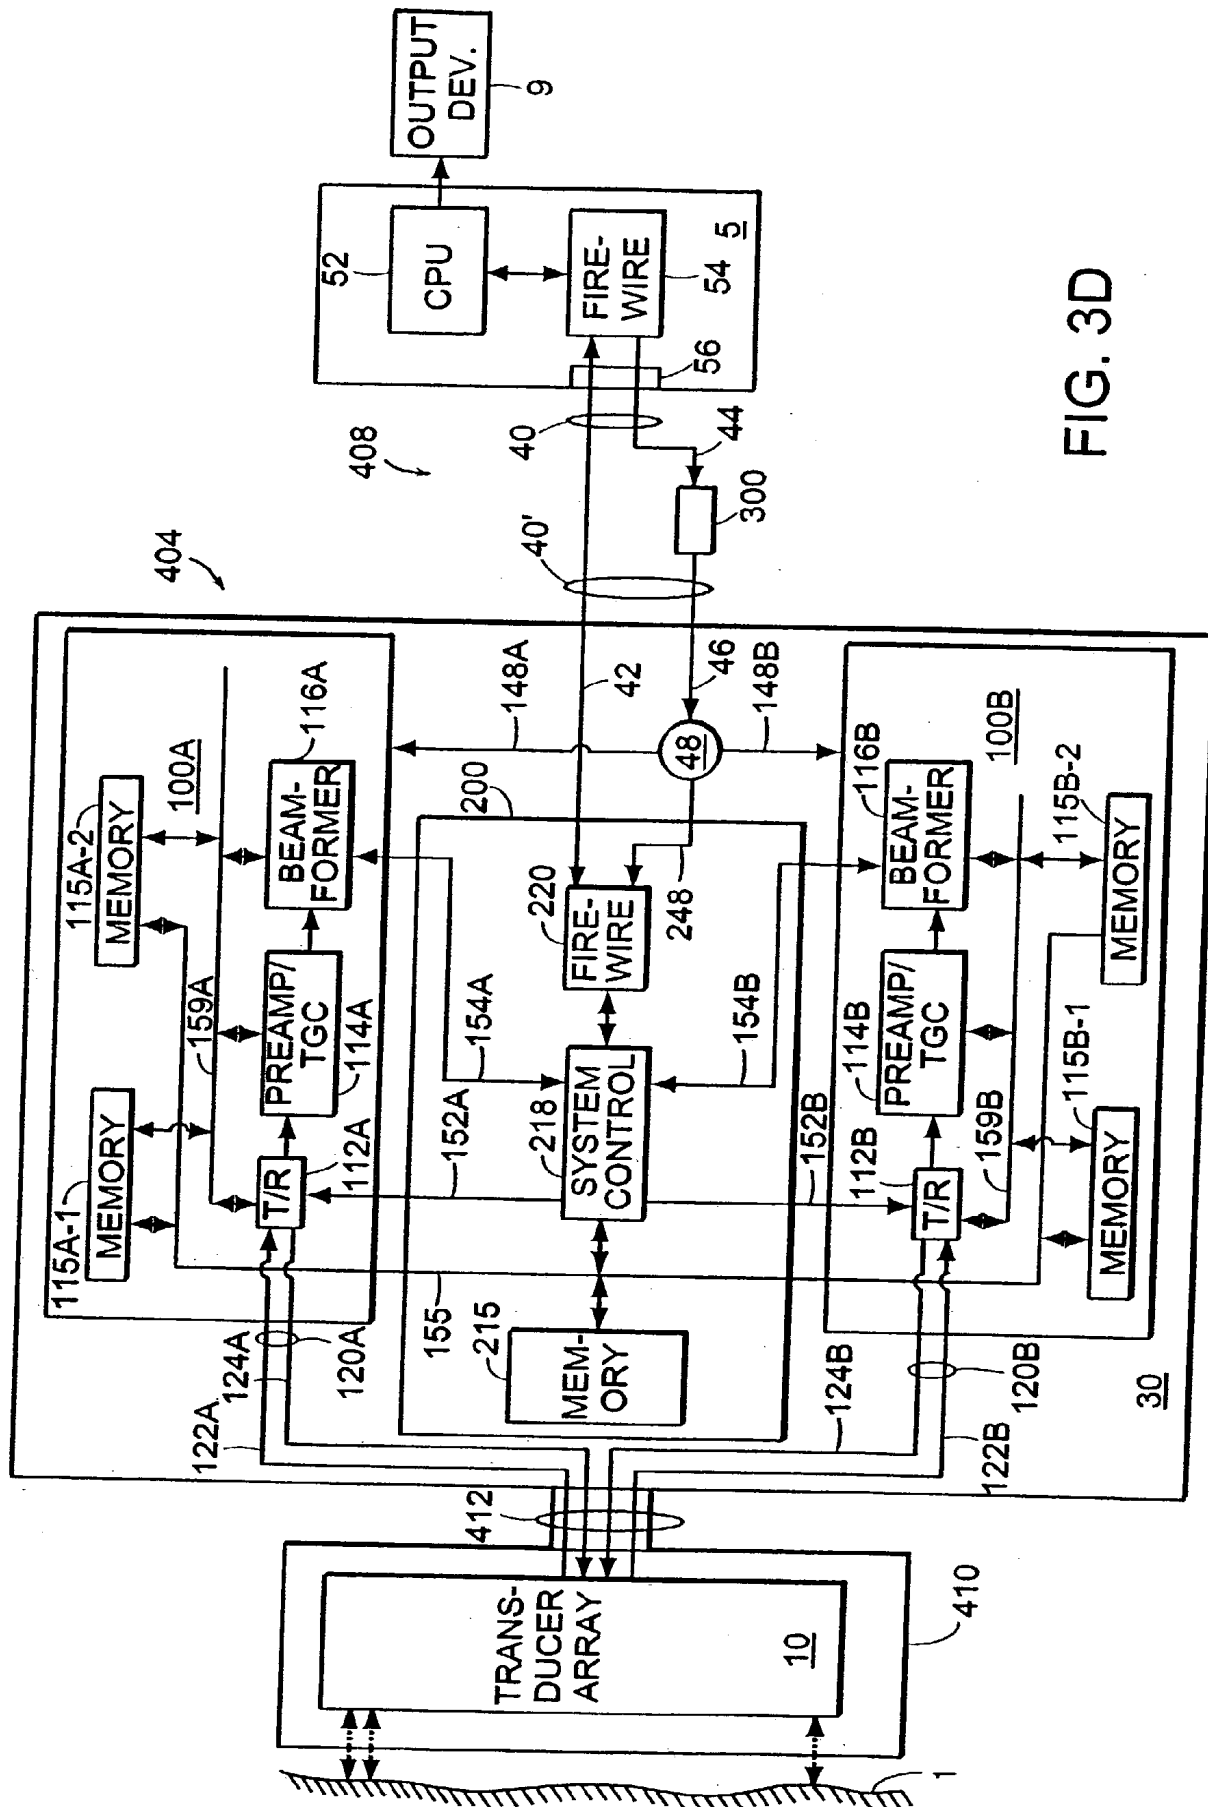 OUTPUT
DEV.
9
52
CPU
FIRE-
WIRE
5
54
56
40
44
408
300
40'
404
46
42
148A
148B
48
200
116A
100A
115A-2
MEMORY
BEAM-
FORMER
159A
PREAMP/
TGC
114A
154A
115A-1
MEMORY
T/R
112A
152A
220
FIRE-
WIRE
248
218
SYSTEM
CONTROL
154B
152B
155
215
MEM-
ORY
116B
100B
BEAM-
FORMER
115B-2
MEMORY
114B
PREAMP/
TGC
115B-1
MEMORY
112B
T/R
159B
124A
122A
120A
124B
122B
120B
30
412
TRANS-
DUCER
ARRAY
10
410
1
FIG. 3D